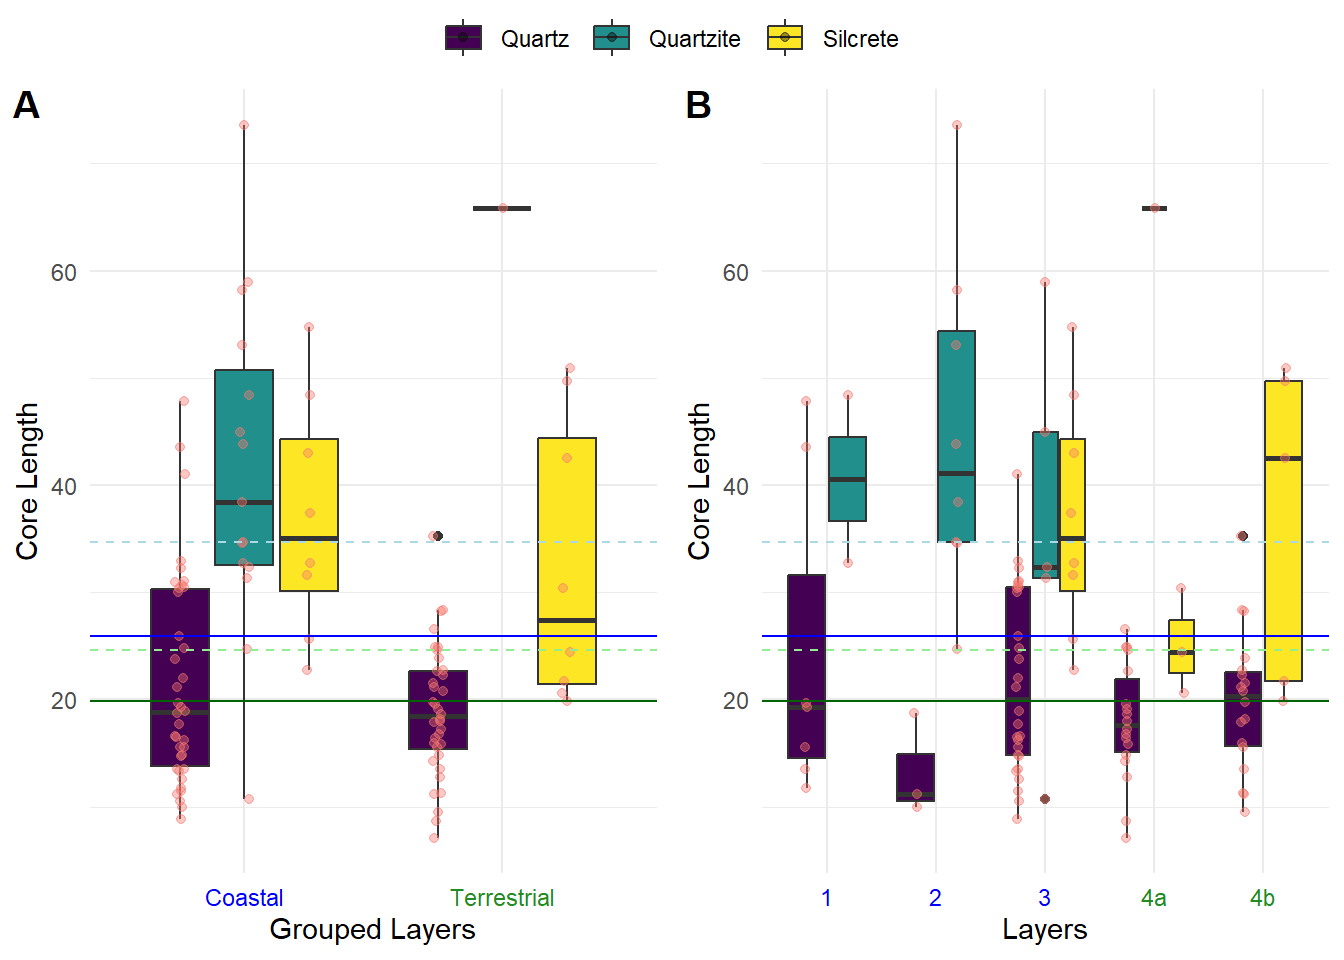 Quartz Quartzite Silcrete
A
B
60
40
20
Core Length
Coastal Terrestrial
Grouped Layers
60
40
20
Core Length
1 2 3 4a 4b
Layers